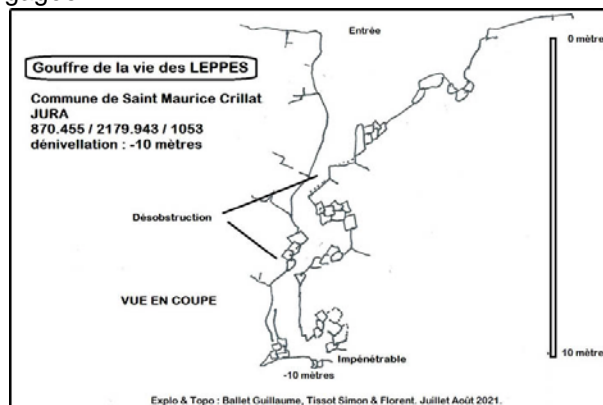 Entrée
0 mètre
Gouffre de la vie des LEPPES
Commune de Saint Maurice Crillat
JURA
870.455 / 2179.943 / 1053
dénivellation : -10 mètres
Désobstruction
VUE EN COUPE
Impénétrable
10 mètres
-10 mètres
Explo & Topo : Ballet Guillaume, Tissot Simon & Florent. Juillet Août 2021.